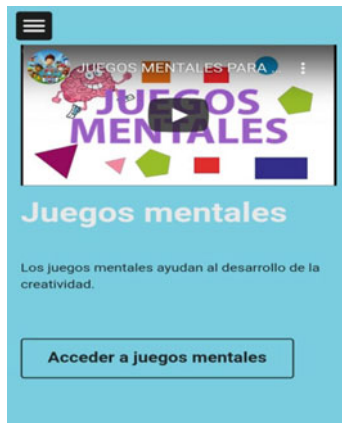 JUEGOS MENTALES PARA ...
JUEGOS
MENTALES
Juegos mentales
Los juegos mentales ayudan al desarrollo de la
creatividad.
Acceder a juegos mentales